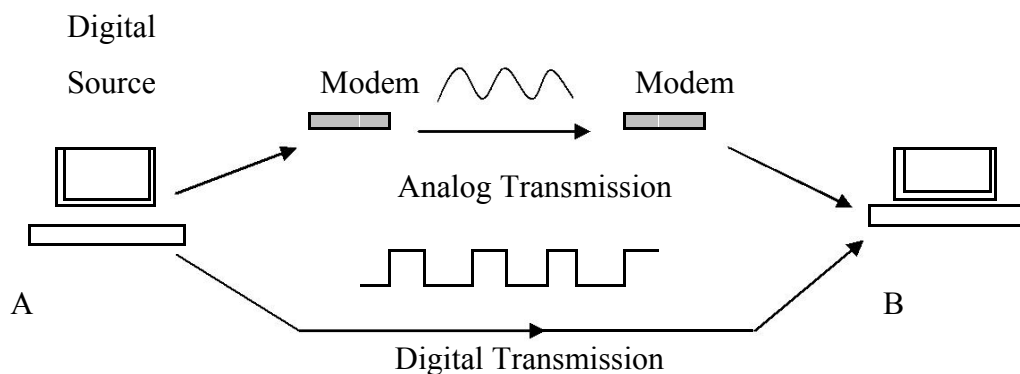 Digital
Source
Modem
Modem
Analog Transmission
A
B
Digital Transmission